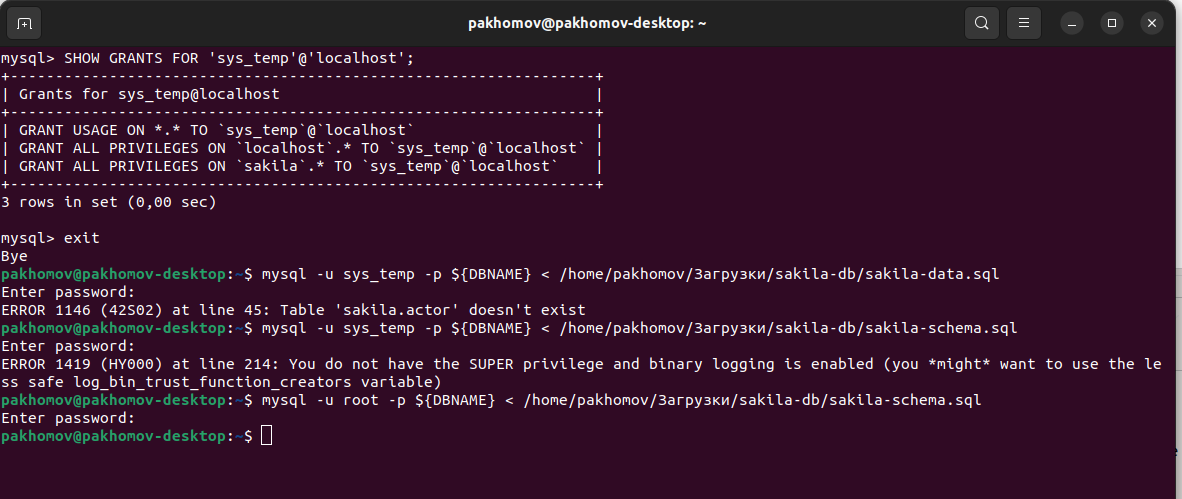 pakhomov@pakhomov-desktop: ~
mysql> SHOW GRANTS FOR 'sys_temp'@'localhost';
+-----------------------------------------------------------------+
| Grants for sys_temp@localhost                                   |
+-----------------------------------------------------------------+
| GRANT USAGE ON *.* TO `sys_temp`@`localhost`                    |
| GRANT ALL PRIVILEGES ON `localhost`.* TO `sys_temp`@`localhost` |
| GRANT ALL PRIVILEGES ON `sakila`.* TO `sys_temp`@`localhost`    |
+-----------------------------------------------------------------+
3 rows in set (0,00 sec)
mysql> exit
Bye
pakhomov@pakhomov-desktop:~$ mysql -u sys_temp -p ${DBNAME} < /home/pakhomov/Загрузки/sakila-db/sakila-data.sql
Enter password:
ERROR 1146 (42S02) at line 45: Table 'sakila.actor' doesn't exist
pakhomov@pakhomov-desktop:~$ mysql -u sys_temp -p ${DBNAME} < /home/pakhomov/Загрузки/sakila-db/sakila-schema.sql
Enter password:
ERROR 1419 (HY000) at line 214: You do not have the SUPER privilege and binary logging is enabled (you *might* want to use the le
ss safe log_bin_trust_function_creators variable)
pakhomov@pakhomov-desktop:~$ mysql -u root -p ${DBNAME} < /home/pakhomov/Загрузки/sakila-db/sakila-schema.sql
Enter password:
pakhomov@pakhomov-desktop:~$